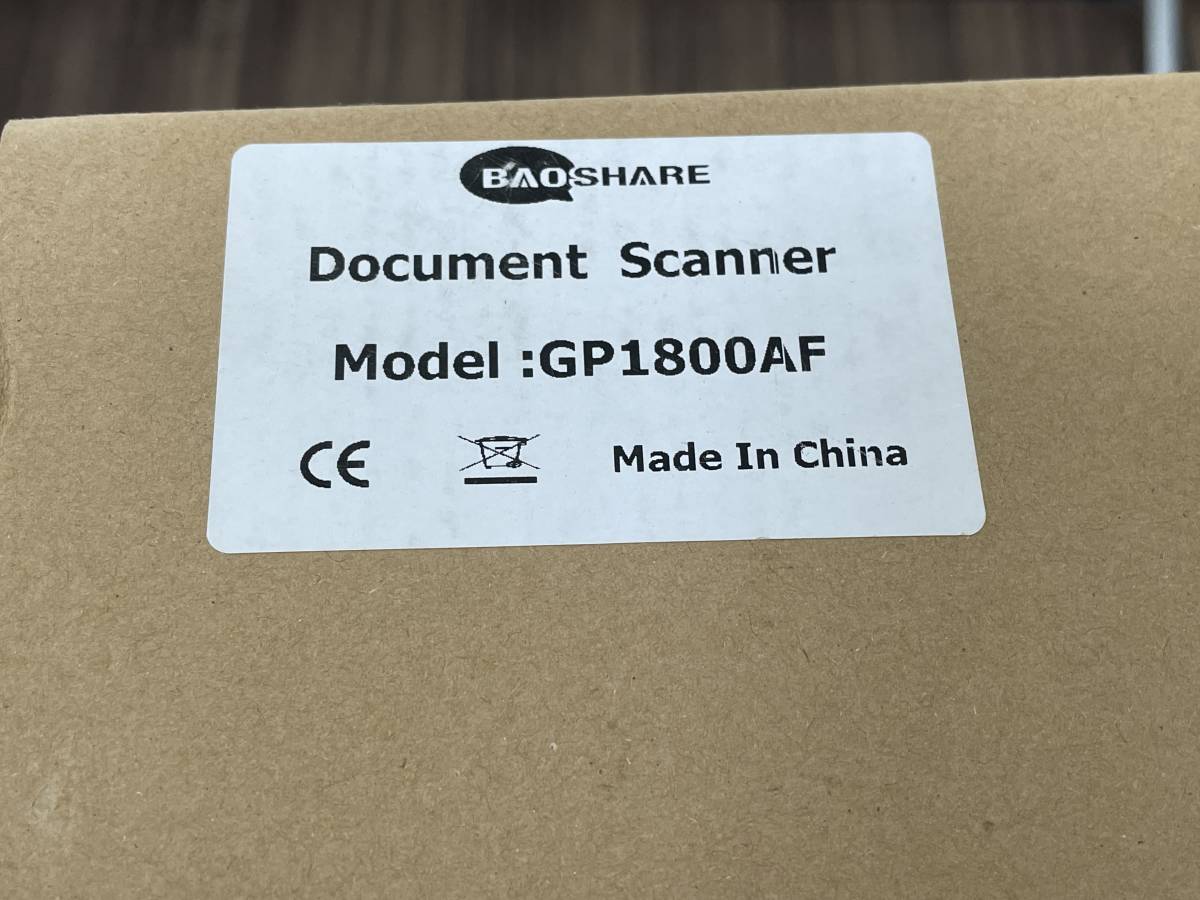 BAOSHARE
Document Scanner
Model :GP1800AF
CE
Made In China